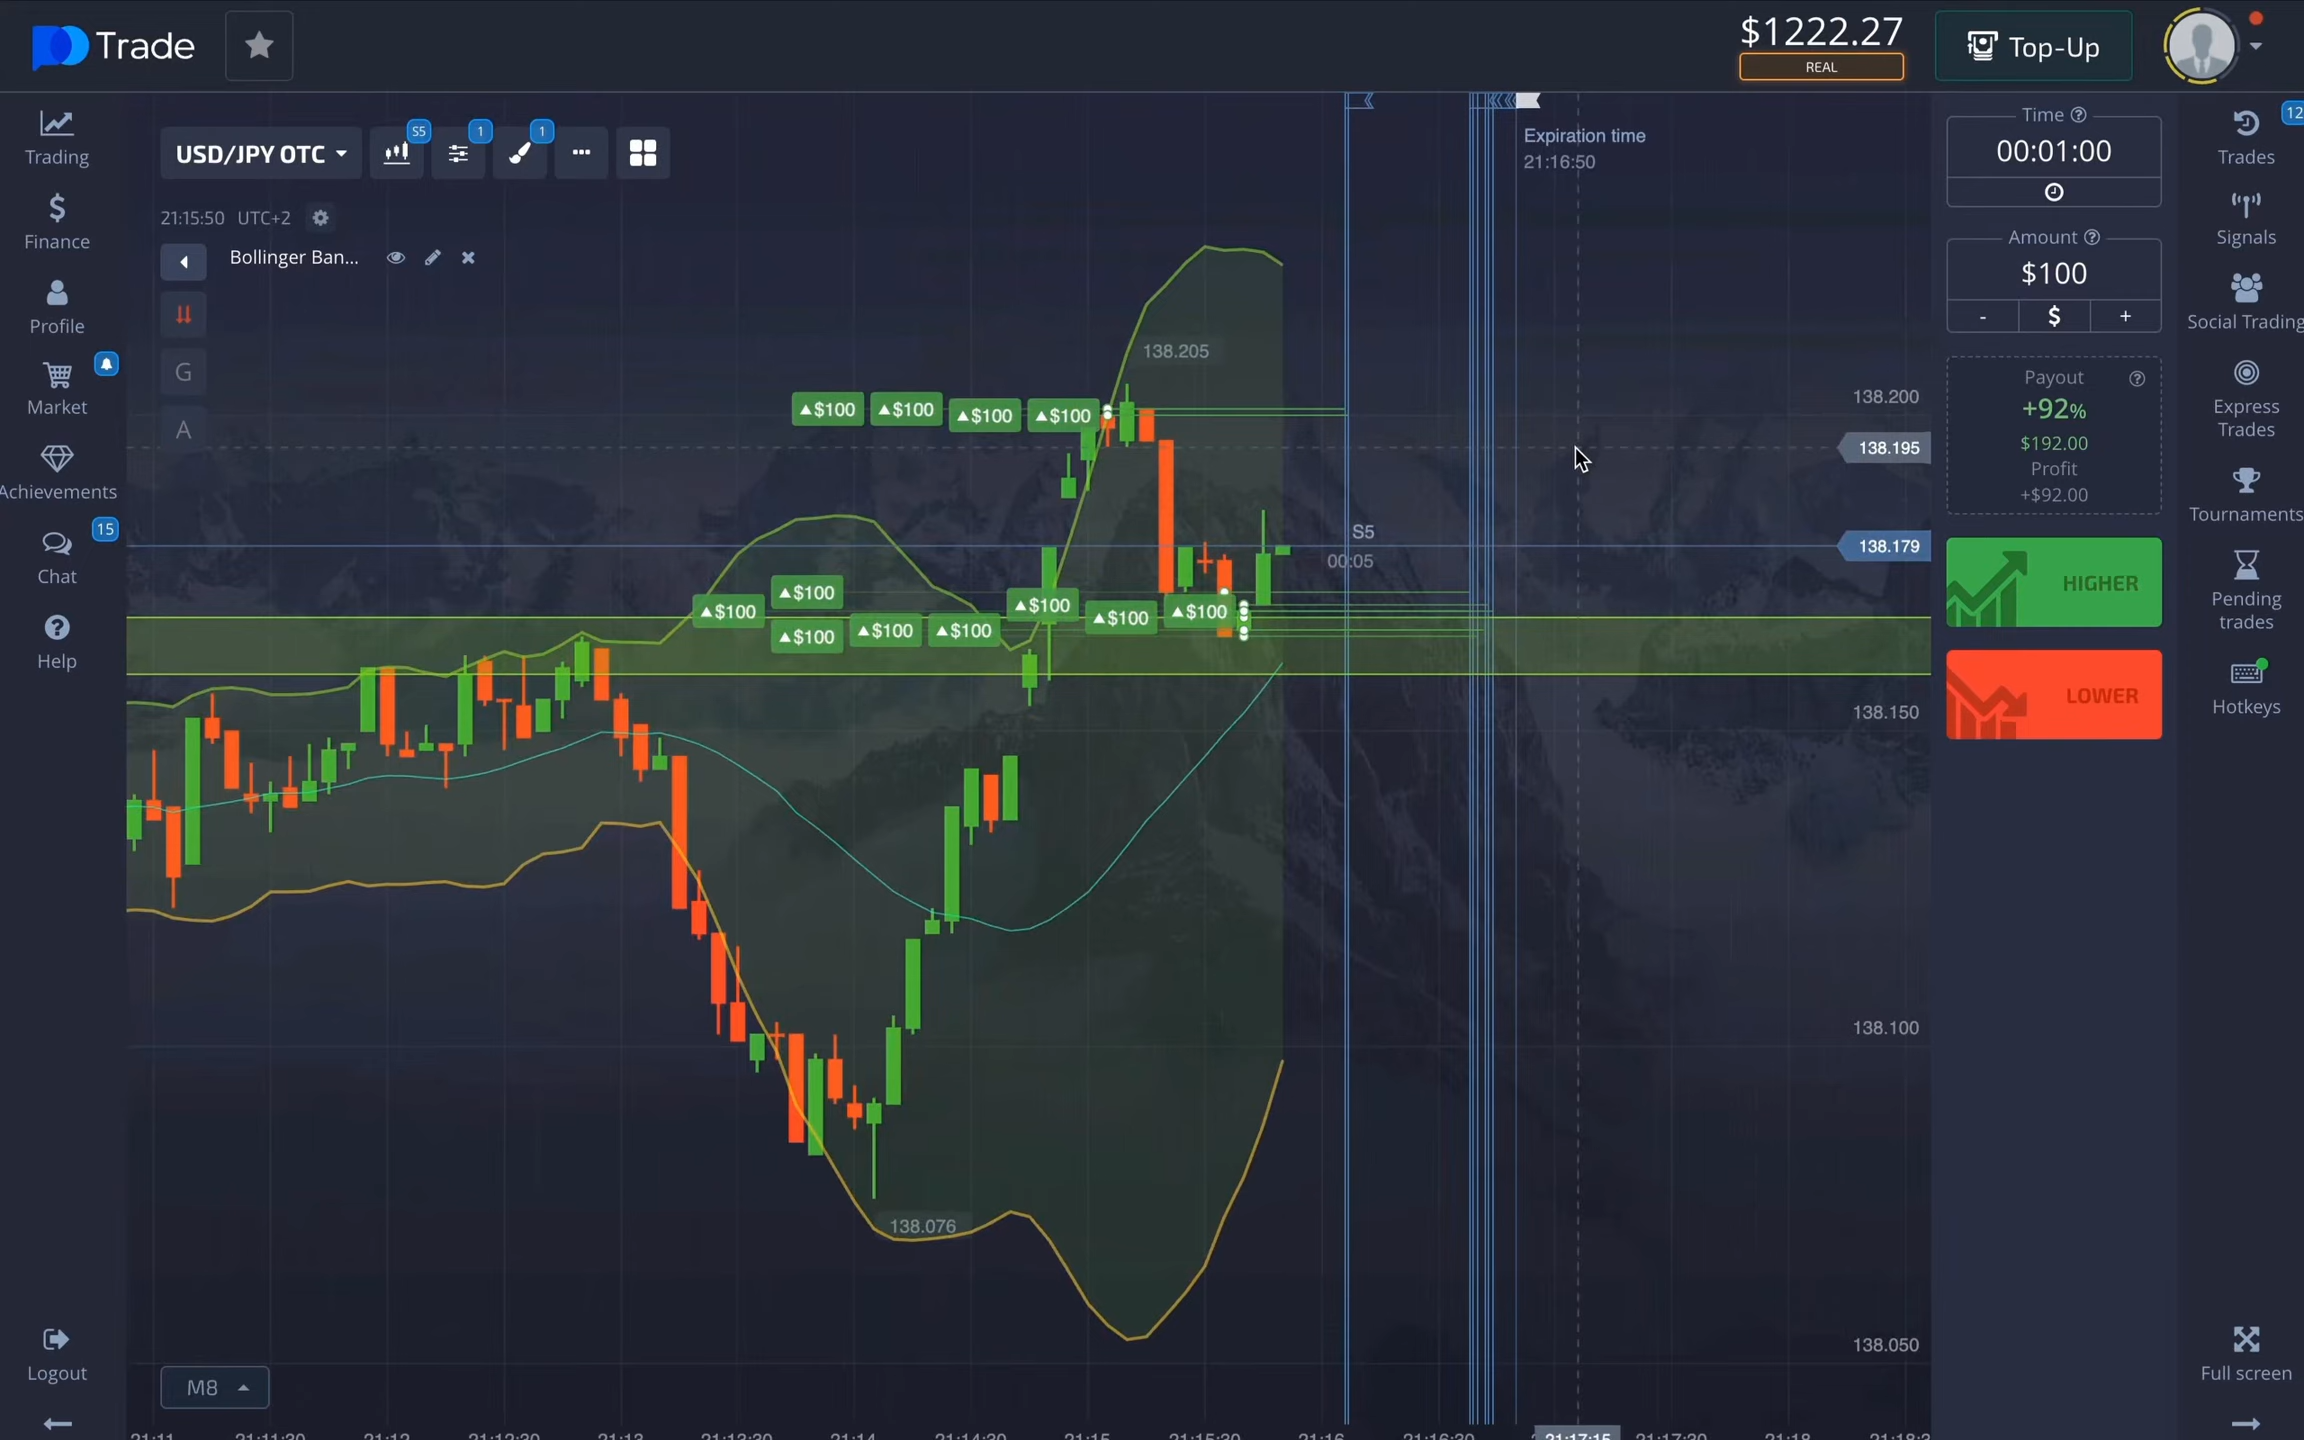 Trade
$1222.27
REAL
Top-Up
Trading
Finance
Profile
Market
Achievements
15
Chat
Help
Logout
USD/JPY OTC
S5
1
1
21:15:50 UTC+2
Bollinger Ban...
G
A
Expiration time
21:16:50
138.205
$100
$100
$100
$100
138.200
138.195
S5
00:05
138.179
$100
$100
$100
$100
$100
$100
$100
$100
138.150
138.100
138.076
138.050
M8
21:11
21:11:30
21:12
21:12:30
21:13
21:13:30
21:14
21:14:30
21:15
21:15:30
21:16
21:16:30
21:17:15
21:17:30
21:18
Time
00:01:00
Amount
$100
- $ +
Payout
+92%
$192.00
Profit
+$92.00
HIGHER
LOWER
12
Trades
Signals
Social Trading
Express
Trades
Tournaments
Pending
trades
Hotkeys
Full screen